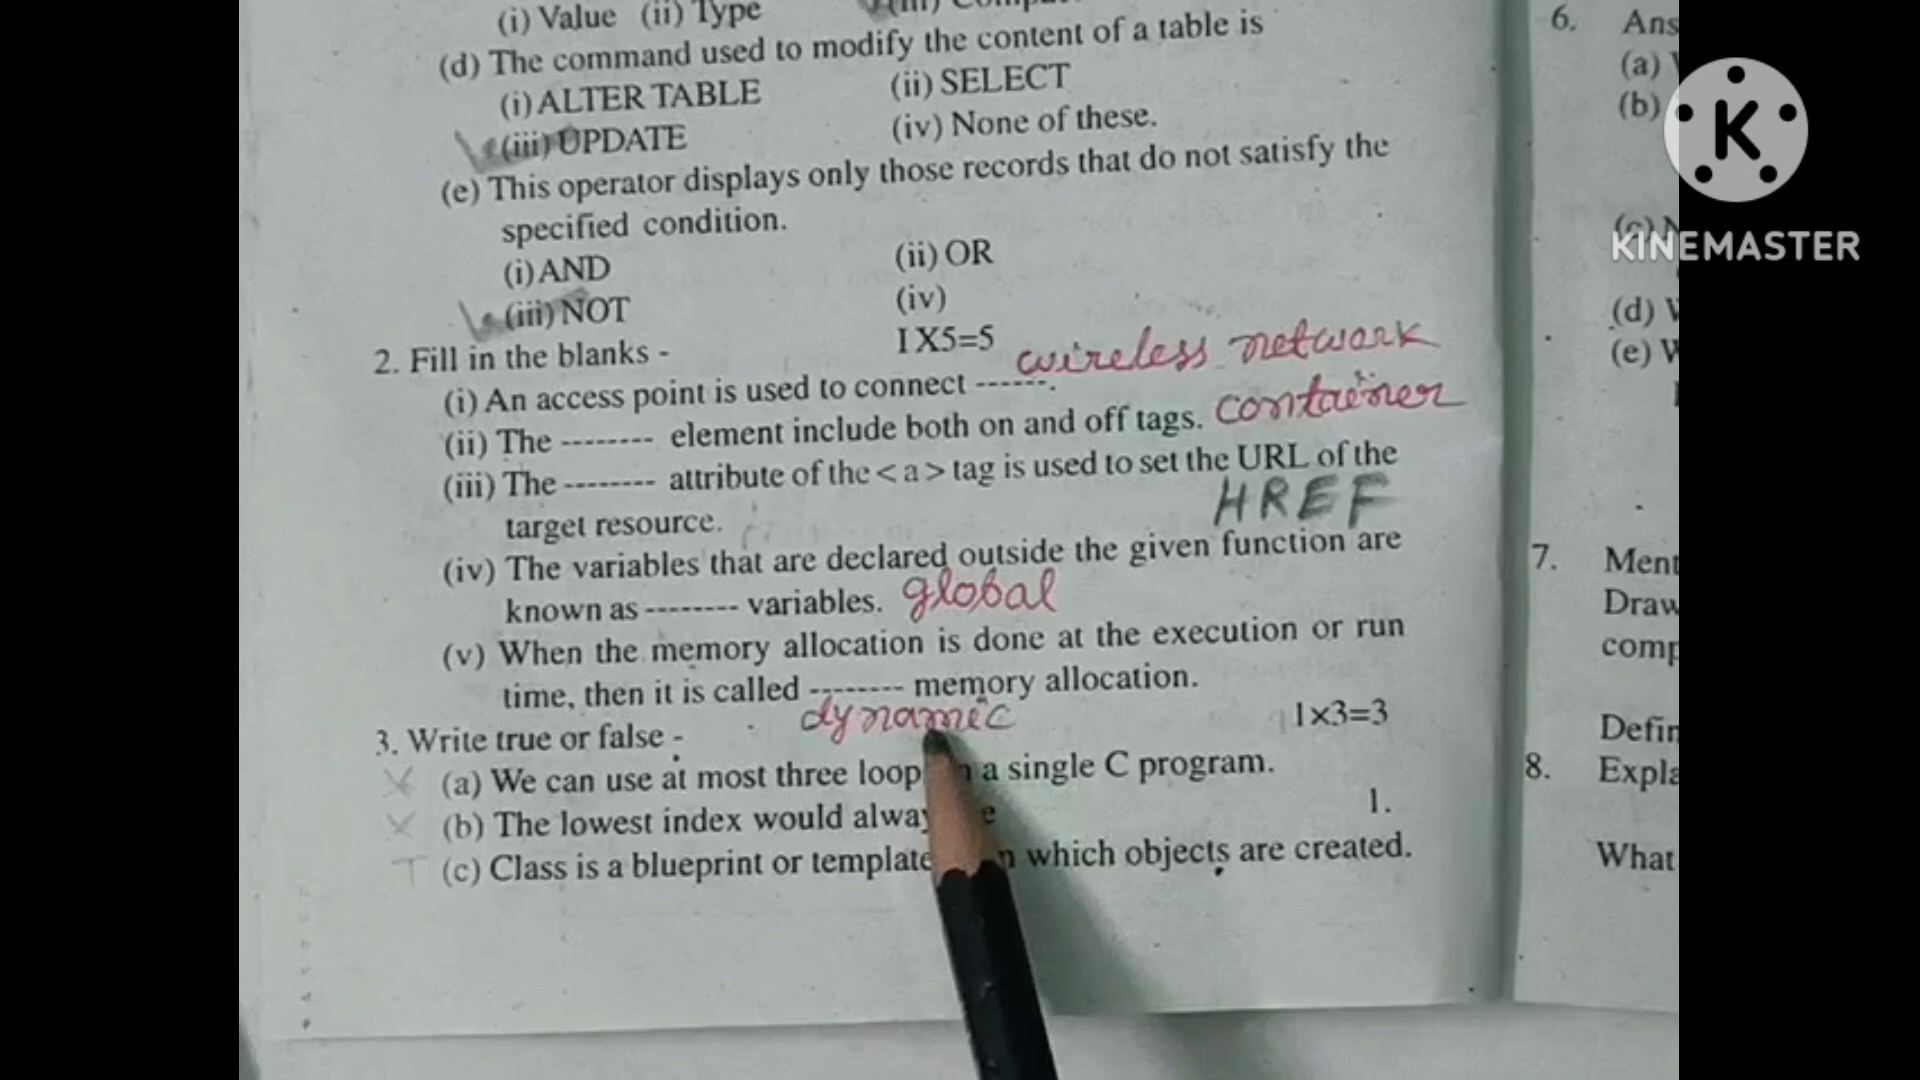 (i) Value (ii) Type
(d) The command used to modify the content of a table is
(i) ALTER TABLE (ii) SELECT
(iii) UPDATE (iv) None of these.
(e) This operator displays only those records that do not satisfy the
specified condition.
(i) AND (ii) OR
(iii) NOT (iv)
2. Fill in the blanks - 1X5=5
wireless network
(i) An access point is used to connect ------.
(ii) The -------- element include both on and off tags. container
(iii) The -------- attribute of the <a> tag is used to set the URL of the
target resource. HREF
(iv) The variables that are declared outside the given function are
known as -------- variables. global
(v) When the memory allocation is done at the execution or run
time, then it is called -------- memory allocation.
dynamic
3. Write true or false - 1x3=3
X (a) We can use at most three loop a single C program.
X (b) The lowest index would 1.
T (c) Class is a blueprint or template which objects are created.
6. Ans
(a)
(b)
(c)
(d)
(e)
7. Ment
Draw
comp
Defin
8. Expla
What
K
KINEMASTER